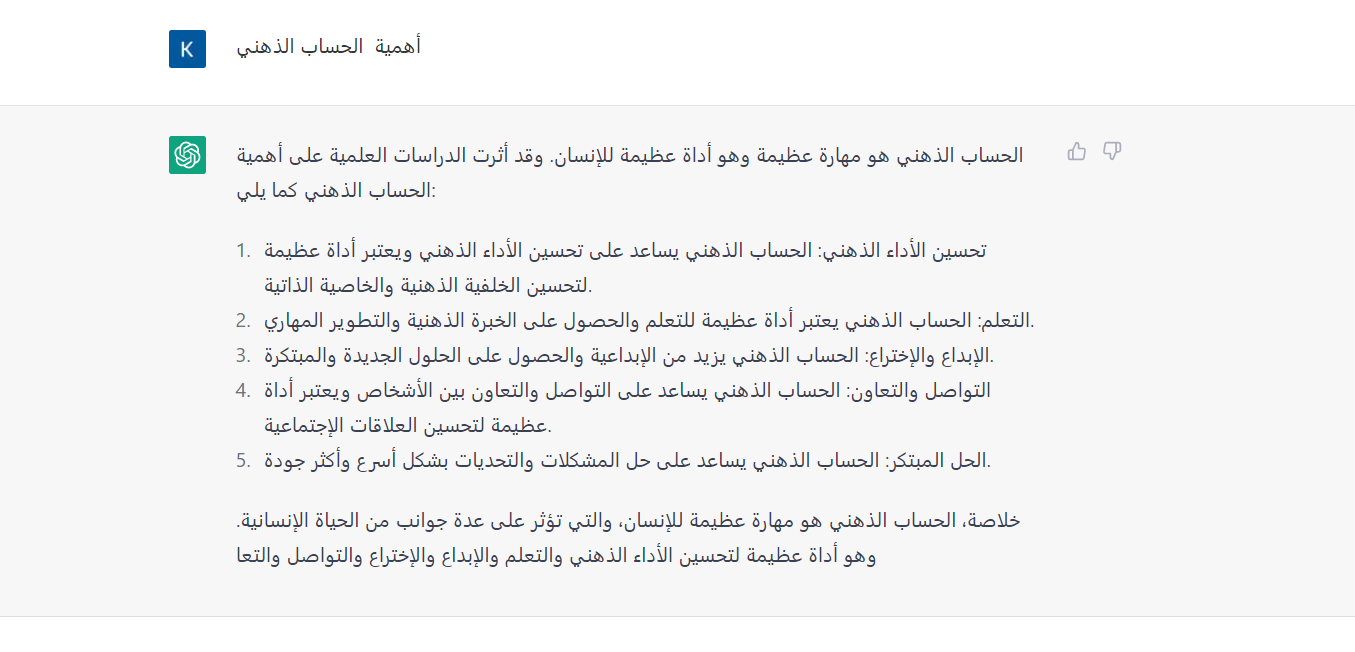 K
أهمية الحساب الذهني
الحساب الذهني هو مهارة عظيمة وهو أداة عظيمة للإنسان. وقد أثرت الدراسات العلمية على أهمية
الحساب الذهني كما يلي:
1. تحسين الأداء الذهني: الحساب الذهني يساعد على تحسين الأداء الذهني ويعتبر أداة عظيمة
لتحسين الخلفية الذهنية والخاصية الذاتية.
2. التعلم: الحساب الذهني يعتبر أداة عظيمة للتعلم والحصول على الخبرة الذهنية والتطوير المهاري.
3. الإبداع والإختراع: الحساب الذهني يزيد من الإبداعية والحصول على الحلول الجديدة والمبتكرة.
4. التواصل والتعاون: الحساب الذهني يساعد على التواصل والتعاون بين الأشخاص ويعتبر أداة
عظيمة لتحسين العلاقات الإجتماعية.
5. الحل المبتكر: الحساب الذهني يساعد على حل المشكلات والتحديات بشكل أسرع وأكثر جودة.
خلاصة، الحساب الذهني هو مهارة عظيمة للإنسان، والتي تؤثر على عدة جوانب من الحياة الإنسانية.
وهو أداة عظيمة لتحسين الأداء الذهني والتعلم والإبداع والإختراع والتواصل والتعا